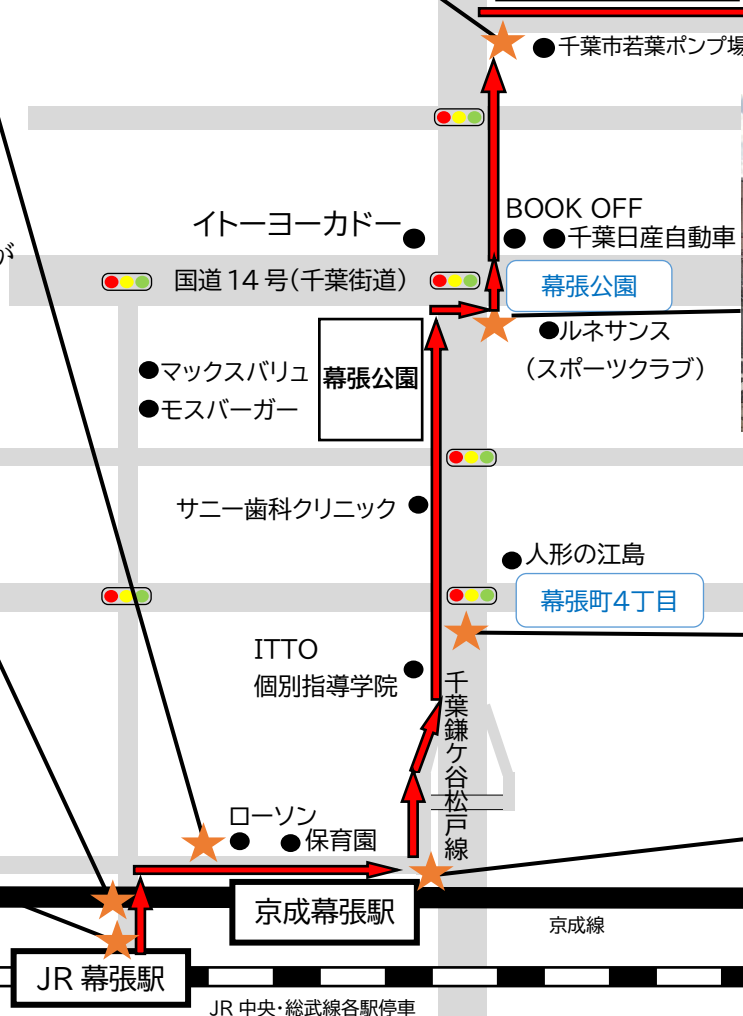 千葉市若葉ポンプ場
イトーヨーカドー
BOOK OFF
千葉日産自動車
が
国道14号(千葉街道)
幕張公園
ルネサンス
(スポーツクラブ)
マックスバリュ
モスバーガー
幕張公園
サニー歯科クリニック
人形の江島
幕張町4丁目
ITTO
個別指導学院
千葉鎌ケ谷松戸線
ローソン
保育園
京成幕張駅
京成線
JR 幕張駅
JR 中央・総武線各駅停車